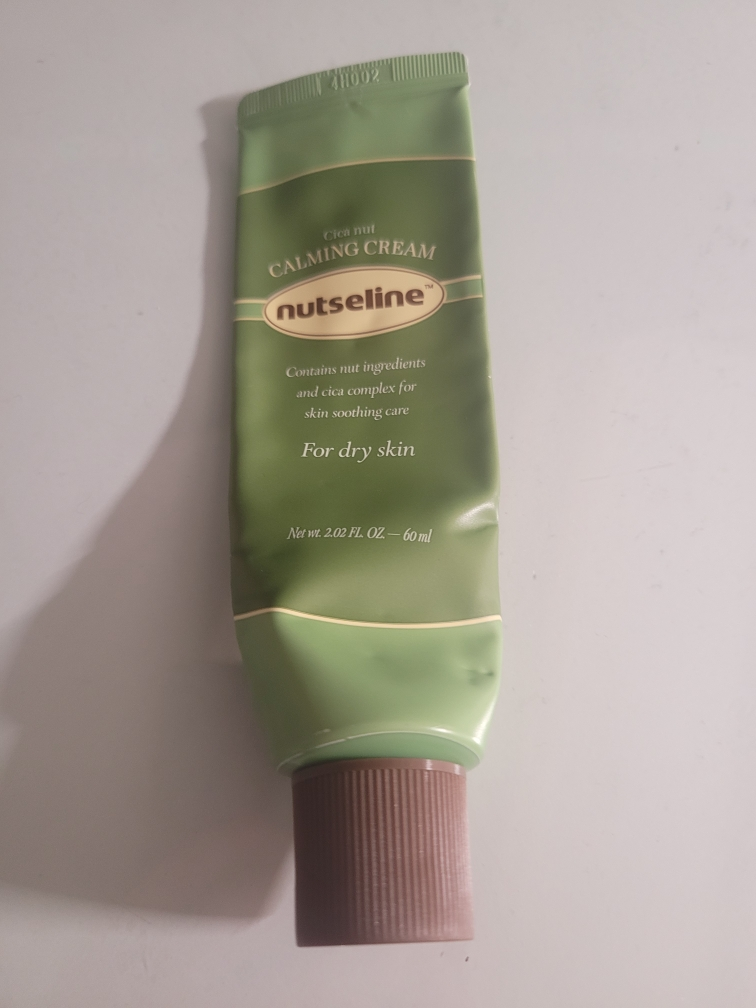 4H002
Cica nut
CALMING CREAM
nutseline™
Contains nut ingredients
and cica complex for
skin soothing care
For dry skin
Net wt. 2.02 FL. OZ. — 60 ml